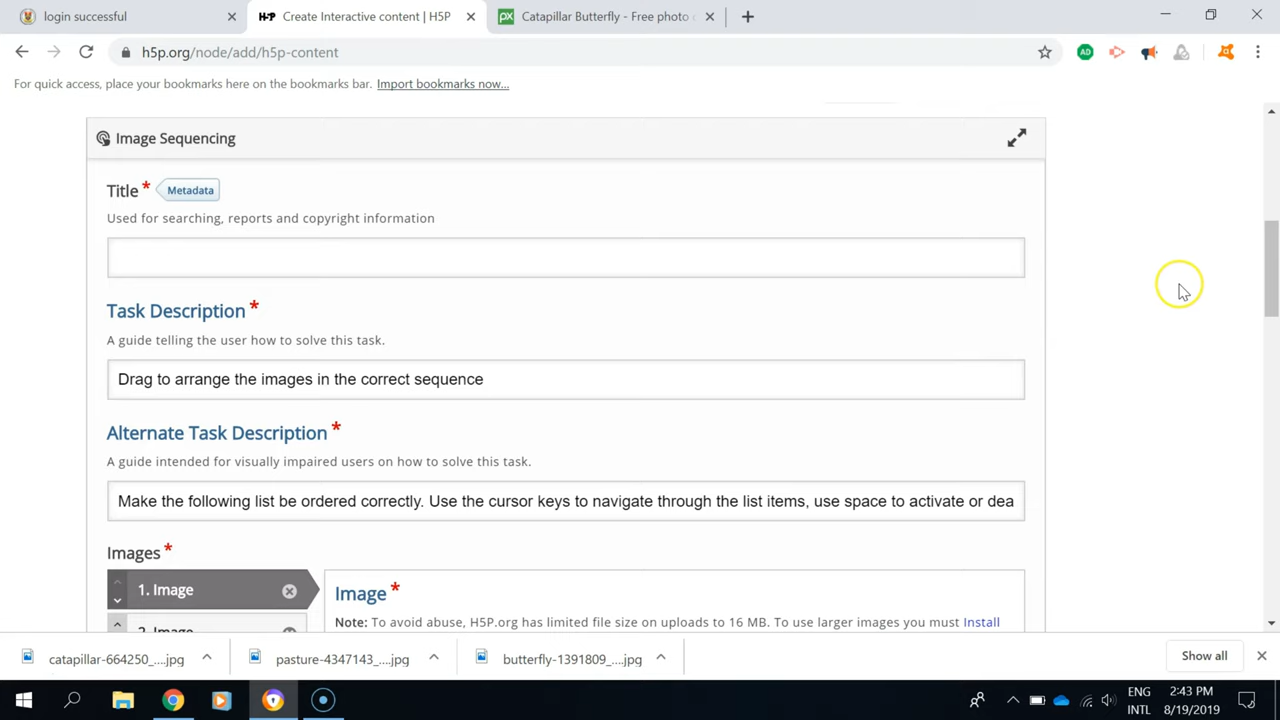 login successful
H-P Create Interactive content | H5P
px Catapillar Butterfly - Free photo
h5p.org/node/add/h5p-content
AD
For quick access, place your bookmarks here on the bookmarks bar. Import bookmarks now...
Image Sequencing
Title * Metadata
Used for searching, reports and copyright information
Task Description *
A guide telling the user how to solve this task.
Drag to arrange the images in the correct sequence
Alternate Task Description *
A guide intended for visually impaired users on how to solve this task.
Make the following list be ordered correctly. Use the cursor keys to navigate through the list items, use space to activate or dea
Images *
1. Image
Image *
Note: To avoid abuse, H5P.org has limited file size on uploads to 16 MB. To use larger images you must Install
2. Image
catapillar-664250_....jpg
pasture-4347143_....jpg
butterfly-1391809_....jpg
Show all
ENG
INTL
2:43 PM
8/19/2019